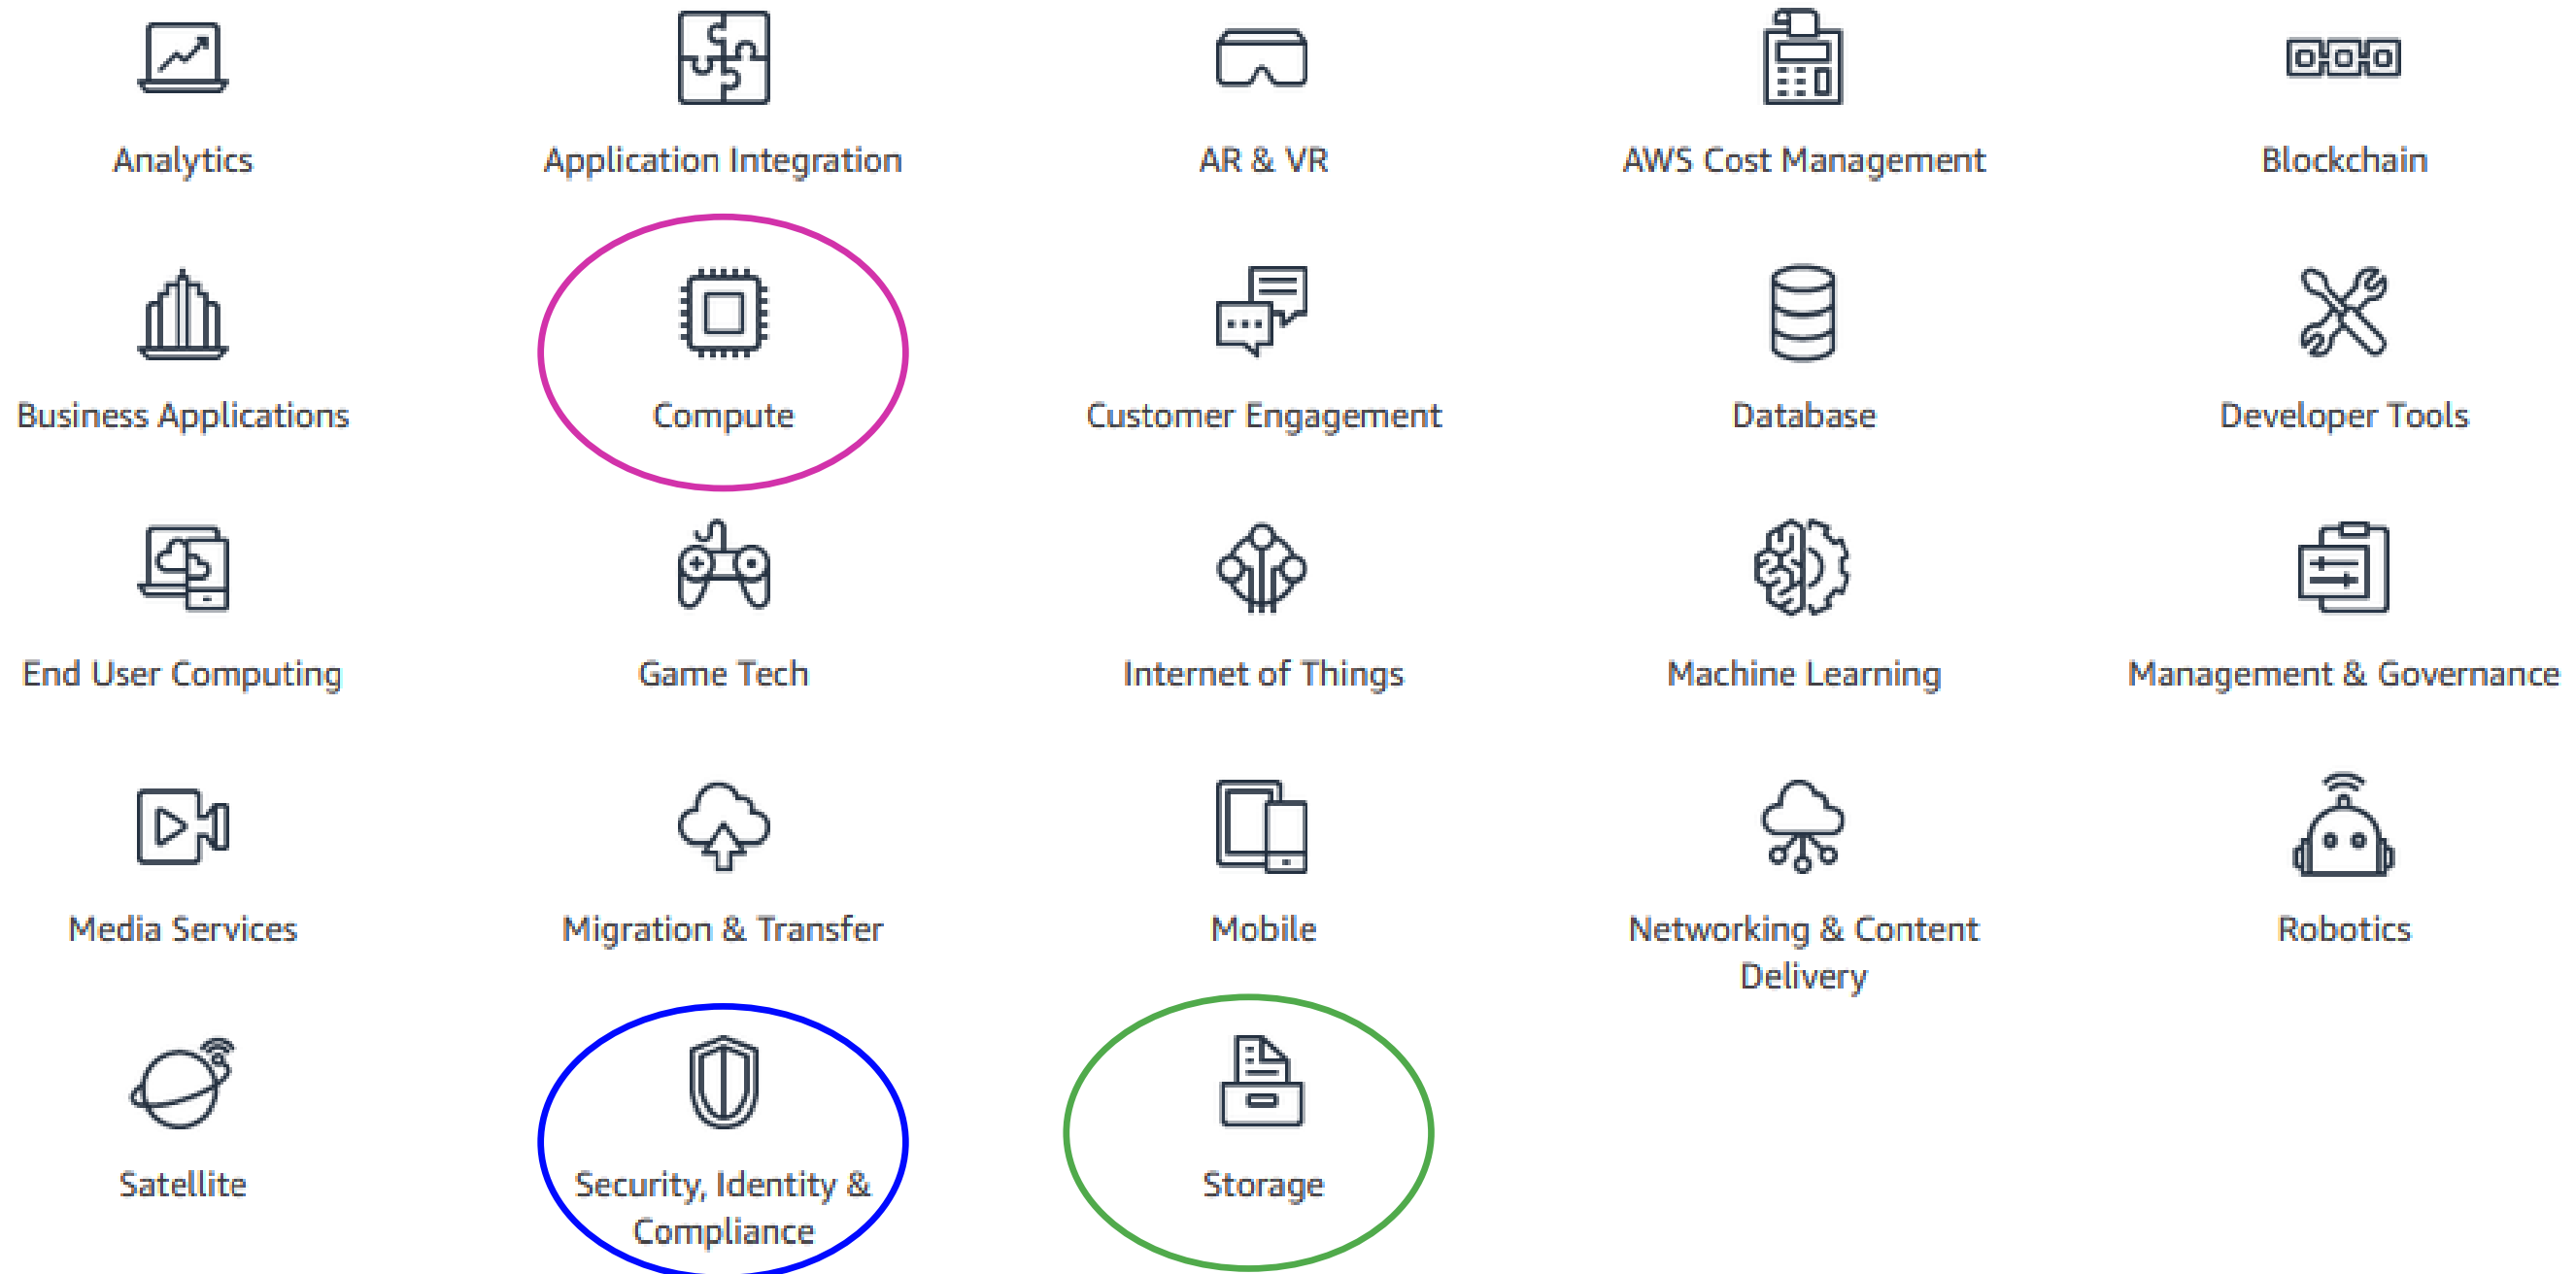 Analytics
Application Integration
AR & VR
AWS Cost Management
Blockchain
Business Applications
Compute
Customer Engagement
Database
Developer Tools
End User Computing
Game Tech
Internet of Things
Machine Learning
Management & Governance
Media Services
Migration & Transfer
Mobile
Networking & Content
Delivery
Robotics
Satellite
Security, Identity &
Compliance
Storage